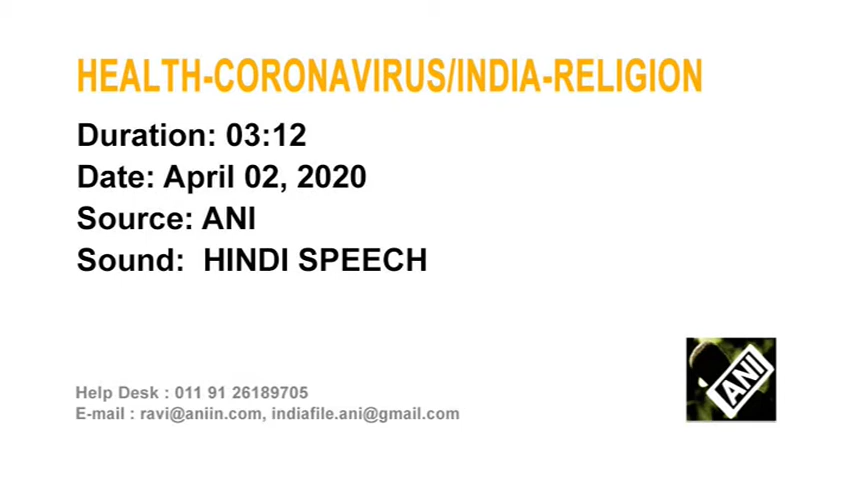 HEALTH-CORONAVIRUS/INDIA-RELIGION
Duration: 03:12
Date: April 02, 2020
Source: ANI
Sound: HINDI SPEECH
ANI
Help Desk : 011 91 26189705
E-mail : ravi@aniin.com, indiafile.ani@gmail.com